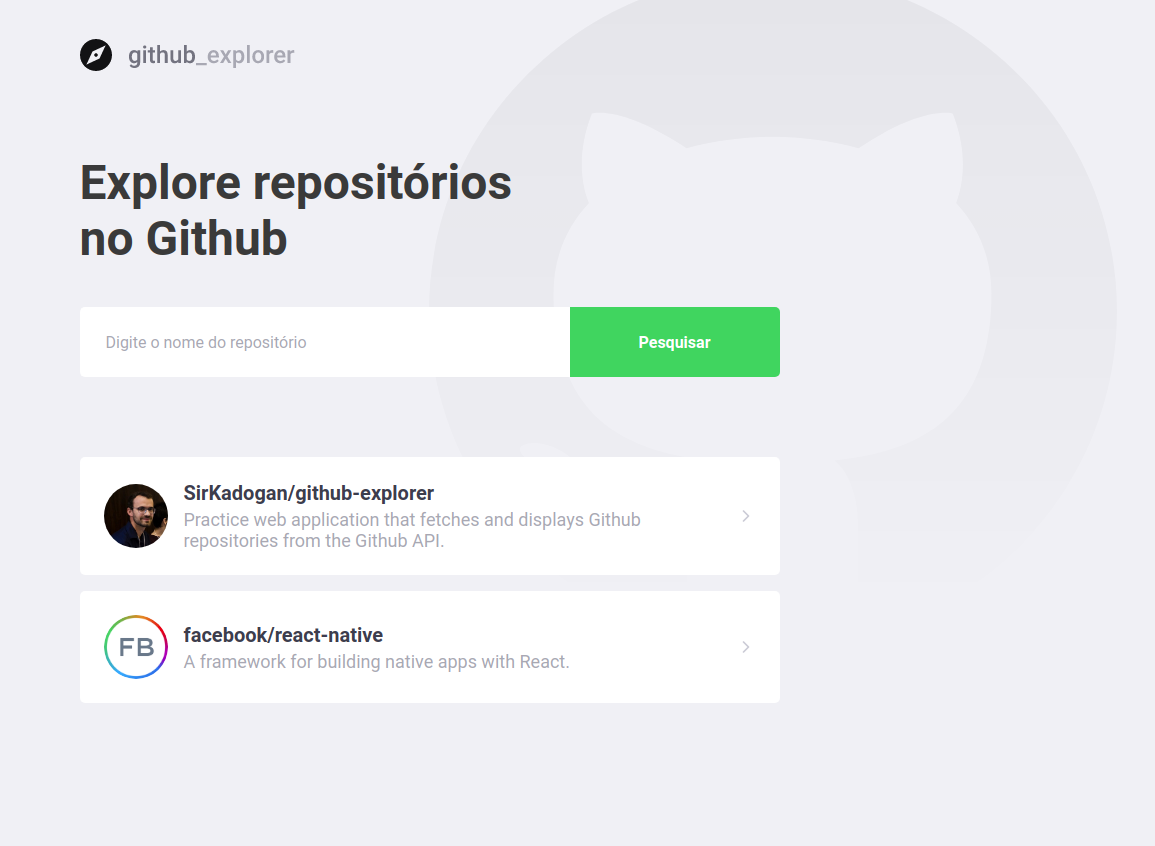 github_explorer
Explore repositórios
no Github
Digite o nome do repositório
Pesquisar
SirKadogan/github-explorer
Practice web application that fetches and displays Github
repositories from the Github API.
FB
facebook/react-native
A framework for building native apps with React.